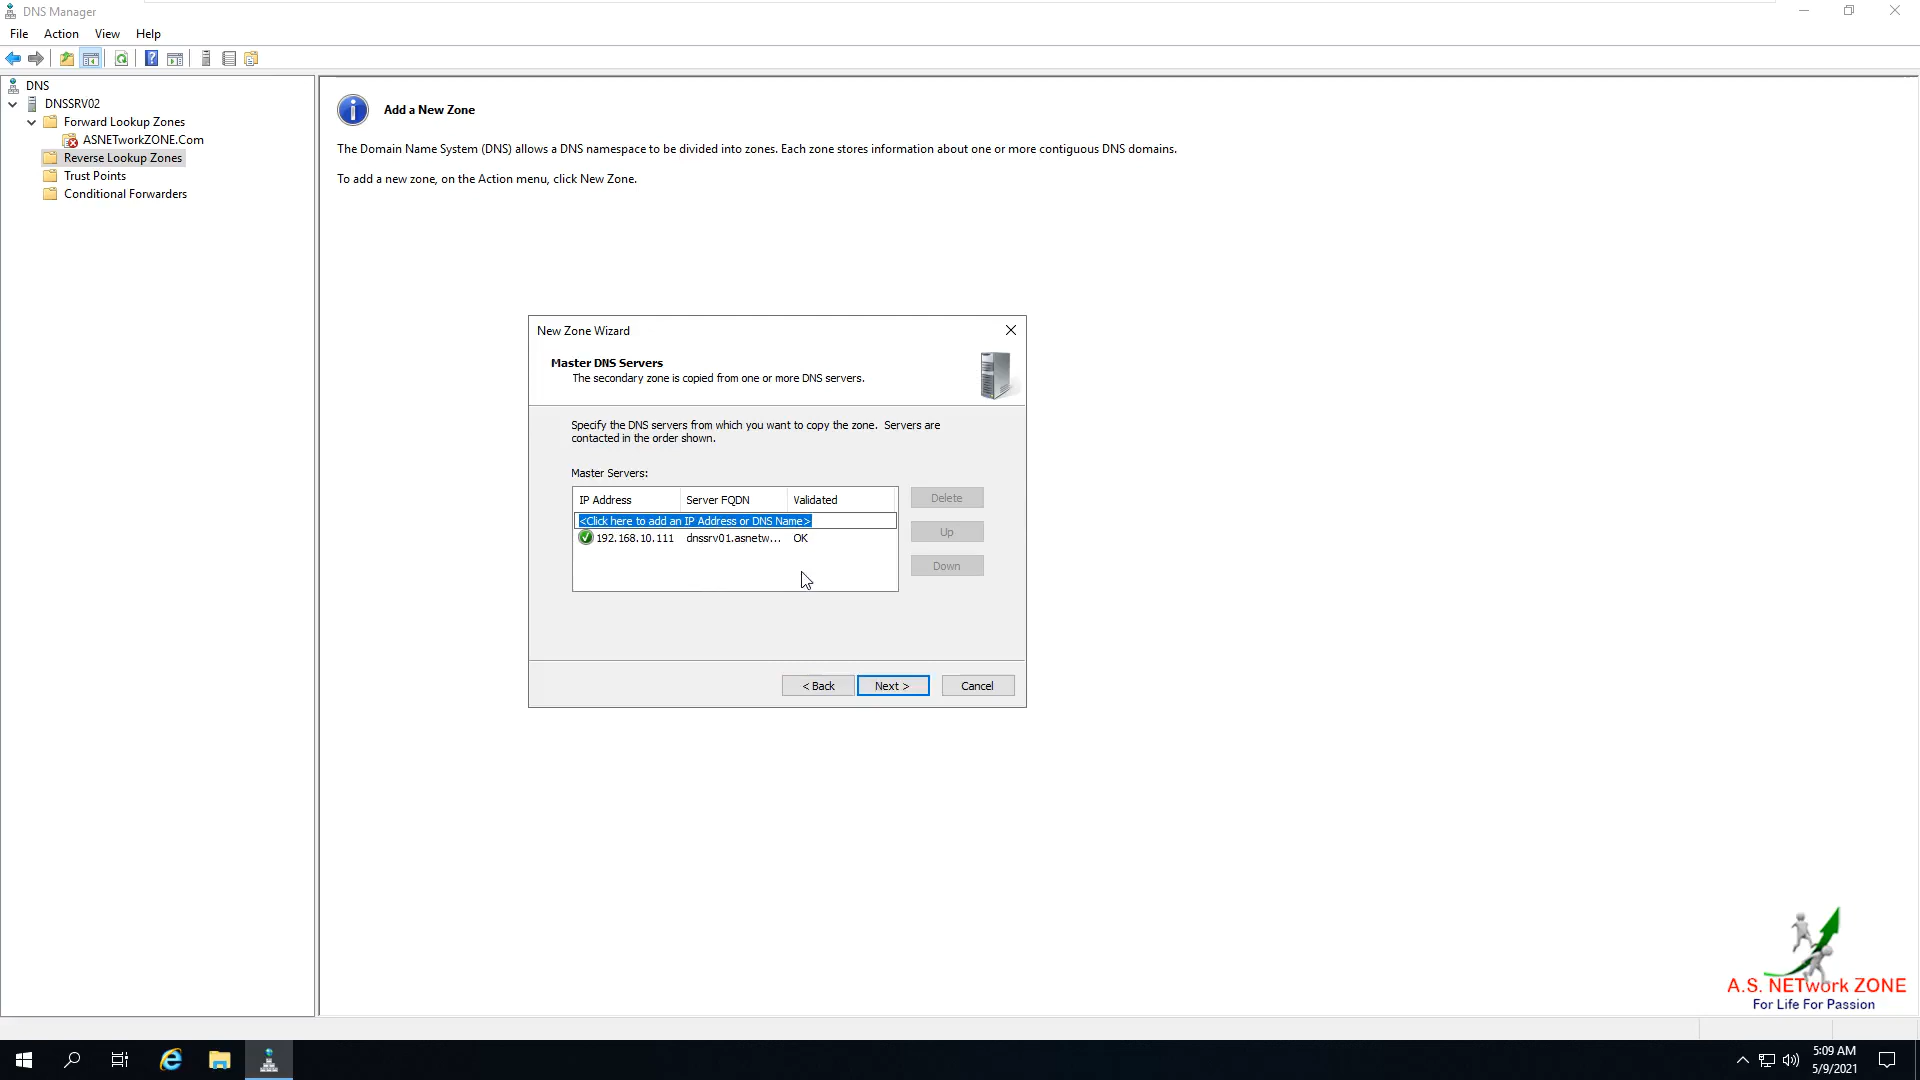 DNS Manager
File Action View Help
DNS
DNSSRV02
Forward Lookup Zones
ASNETworkZONE.Com
Reverse Lookup Zones
Trust Points
Conditional Forwarders
Add a New Zone
The Domain Name System (DNS) allows a DNS namespace to be divided into zones. Each zone stores information about one or more contiguous DNS domains.
To add a new zone, on the Action menu, click New Zone.
New Zone Wizard
Master DNS Servers
The secondary zone is copied from one or more DNS servers.
Specify the DNS servers from which you want to copy the zone. Servers are
contacted in the order shown.
Master Servers:
IP Address Server FQDN Validated
<Click here to add an IP Address or DNS Name>
192.168.10.111 dnssrv01.asnetw... OK
Delete
Up
Down
< Back Next > Cancel
A.S. NETwork ZONE
For Life For Passion
5:09 AM
5/9/2021